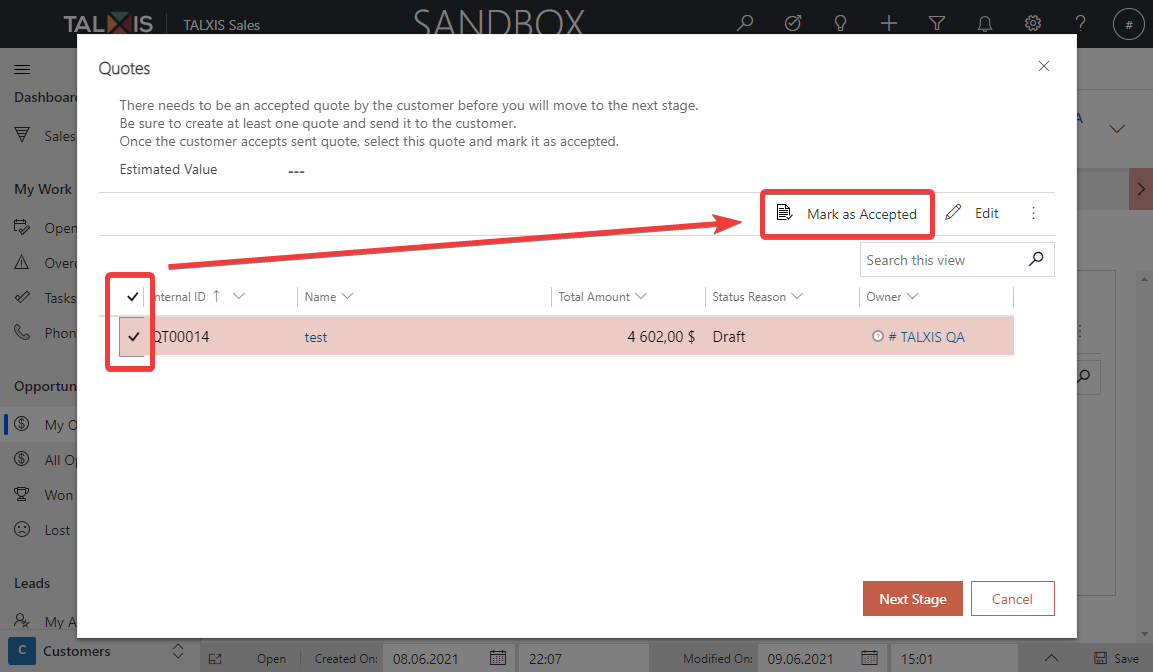 TALXIS
TALXIS Sales
SANDBOX
?
#
Quotes
There needs to be an accepted quote by the customer before you will move to the next stage.
Be sure to create at least one quote and send it to the customer.
Once the customer accepts sent quote, select this quote and mark it as accepted.
Estimated Value ---
Mark as Accepted Edit
Search this view
nternal ID Name Total Amount Status Reason Owner
QT00014 test 4 602,00 $ Draft # TALXIS QA
Next Stage Cancel
Dashboar
Sales
My Work
Open
Overd
Tasks
Phon
Opportun
My O
All Op
Won
Lost
Leads
My A
A
C Customers
Open Created On: 08.06.2021 22:07 Modified On: 09.06.2021 15:01 Save